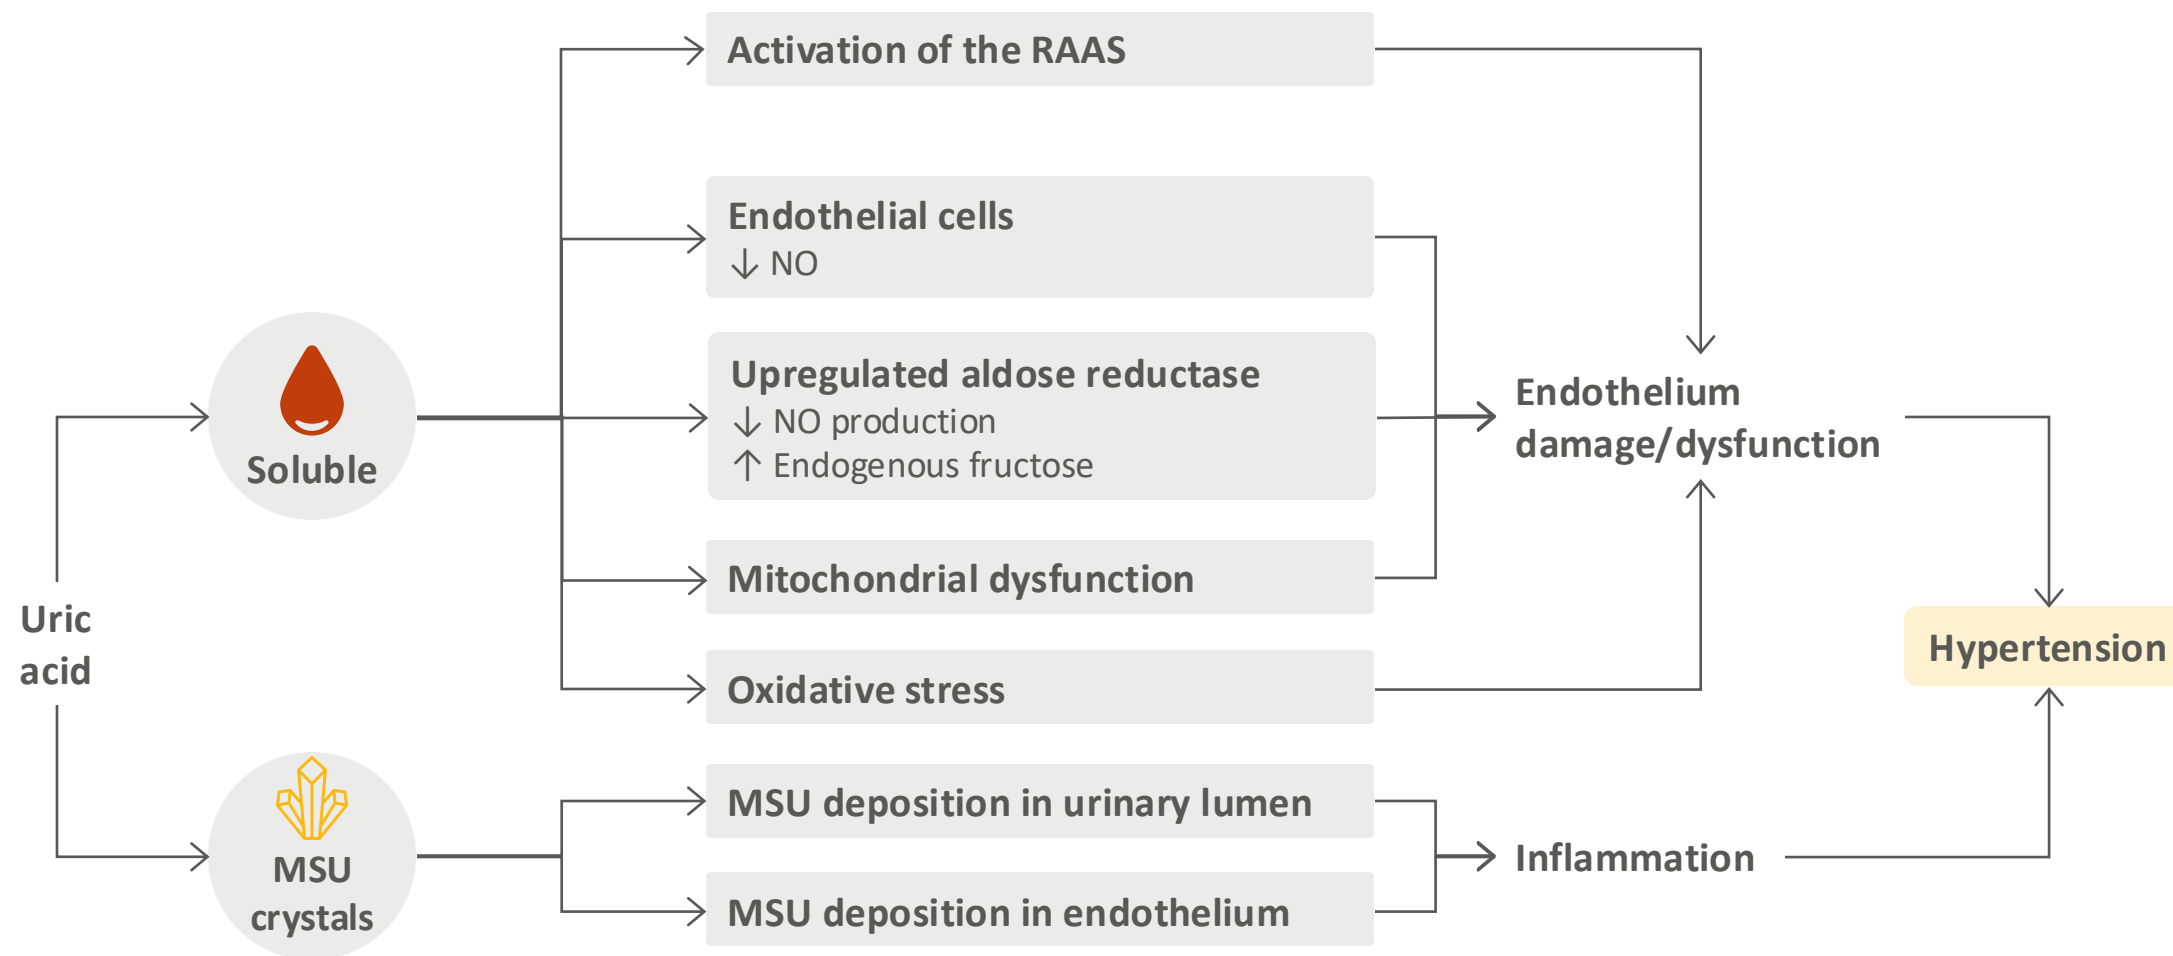 Activation of the RAAS
Endothelial cells
↓ NO
Upregulated aldose reductase
↓ NO production
↑ Endogenous fructose
Mitochondrial dysfunction
Oxidative stress
MSU deposition in urinary lumen
MSU deposition in endothelium
Soluble
Uric
acid
MSU
crystals
Endothelium
damage/dysfunction
Inflammation
Hypertension